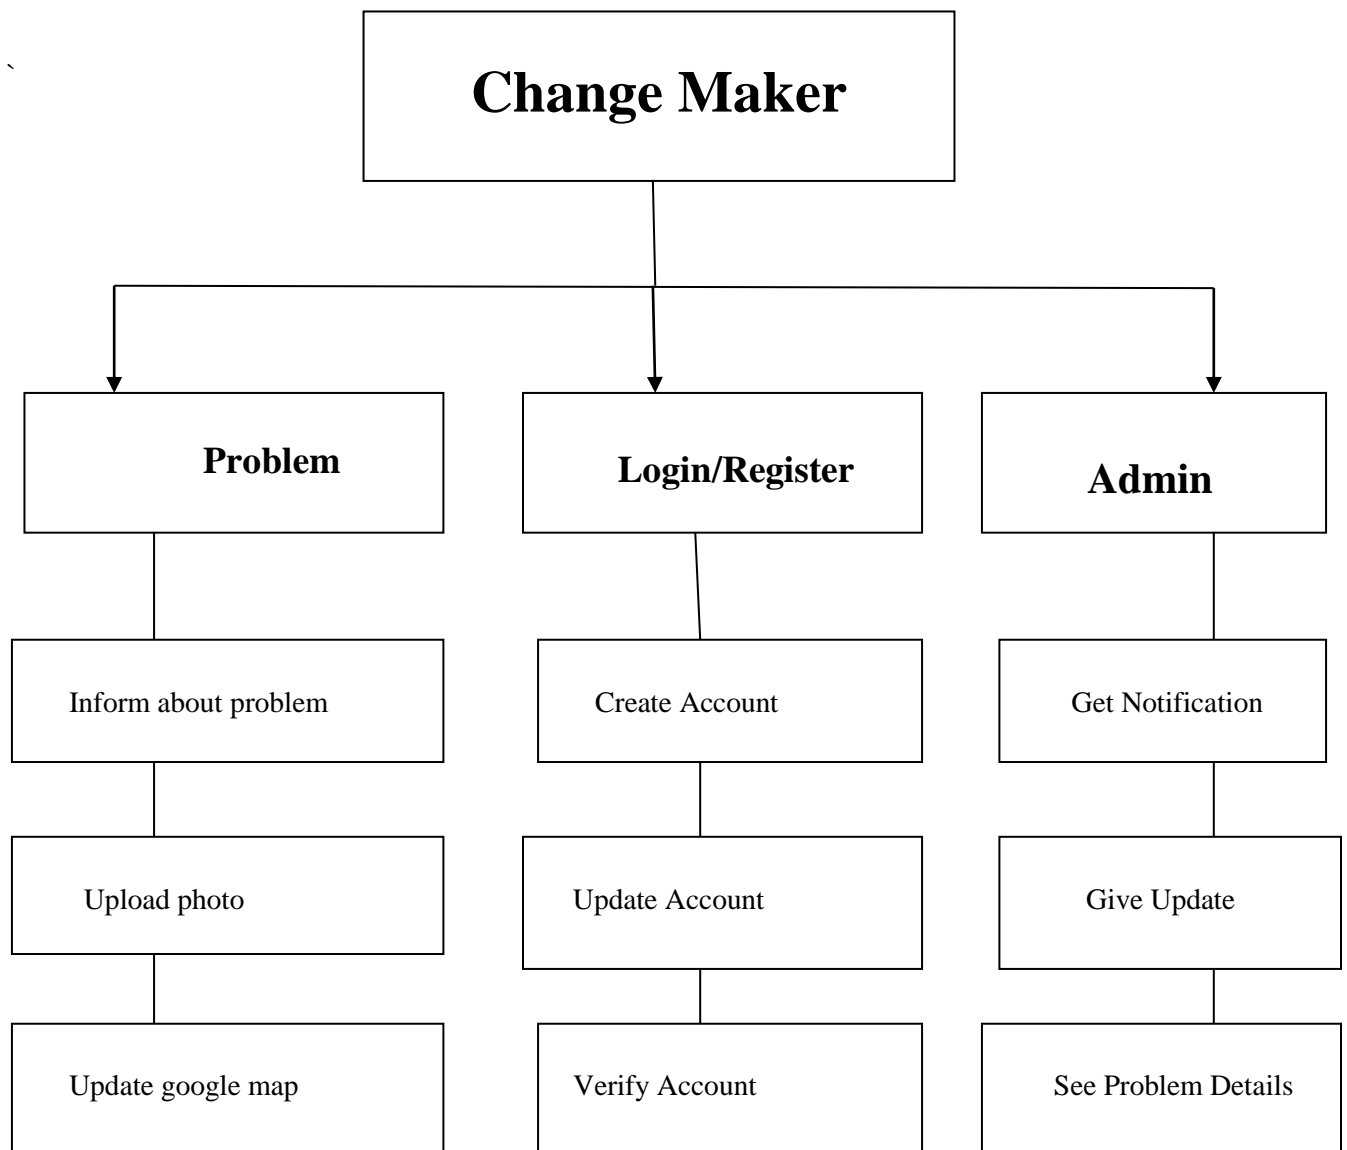 `
Change Maker
Problem
Login/Register
Admin
Inform about problem
Create Account
Get Notification
Upload photo
Update Account
Give Update
Update google map
Verify Account
See Problem Details